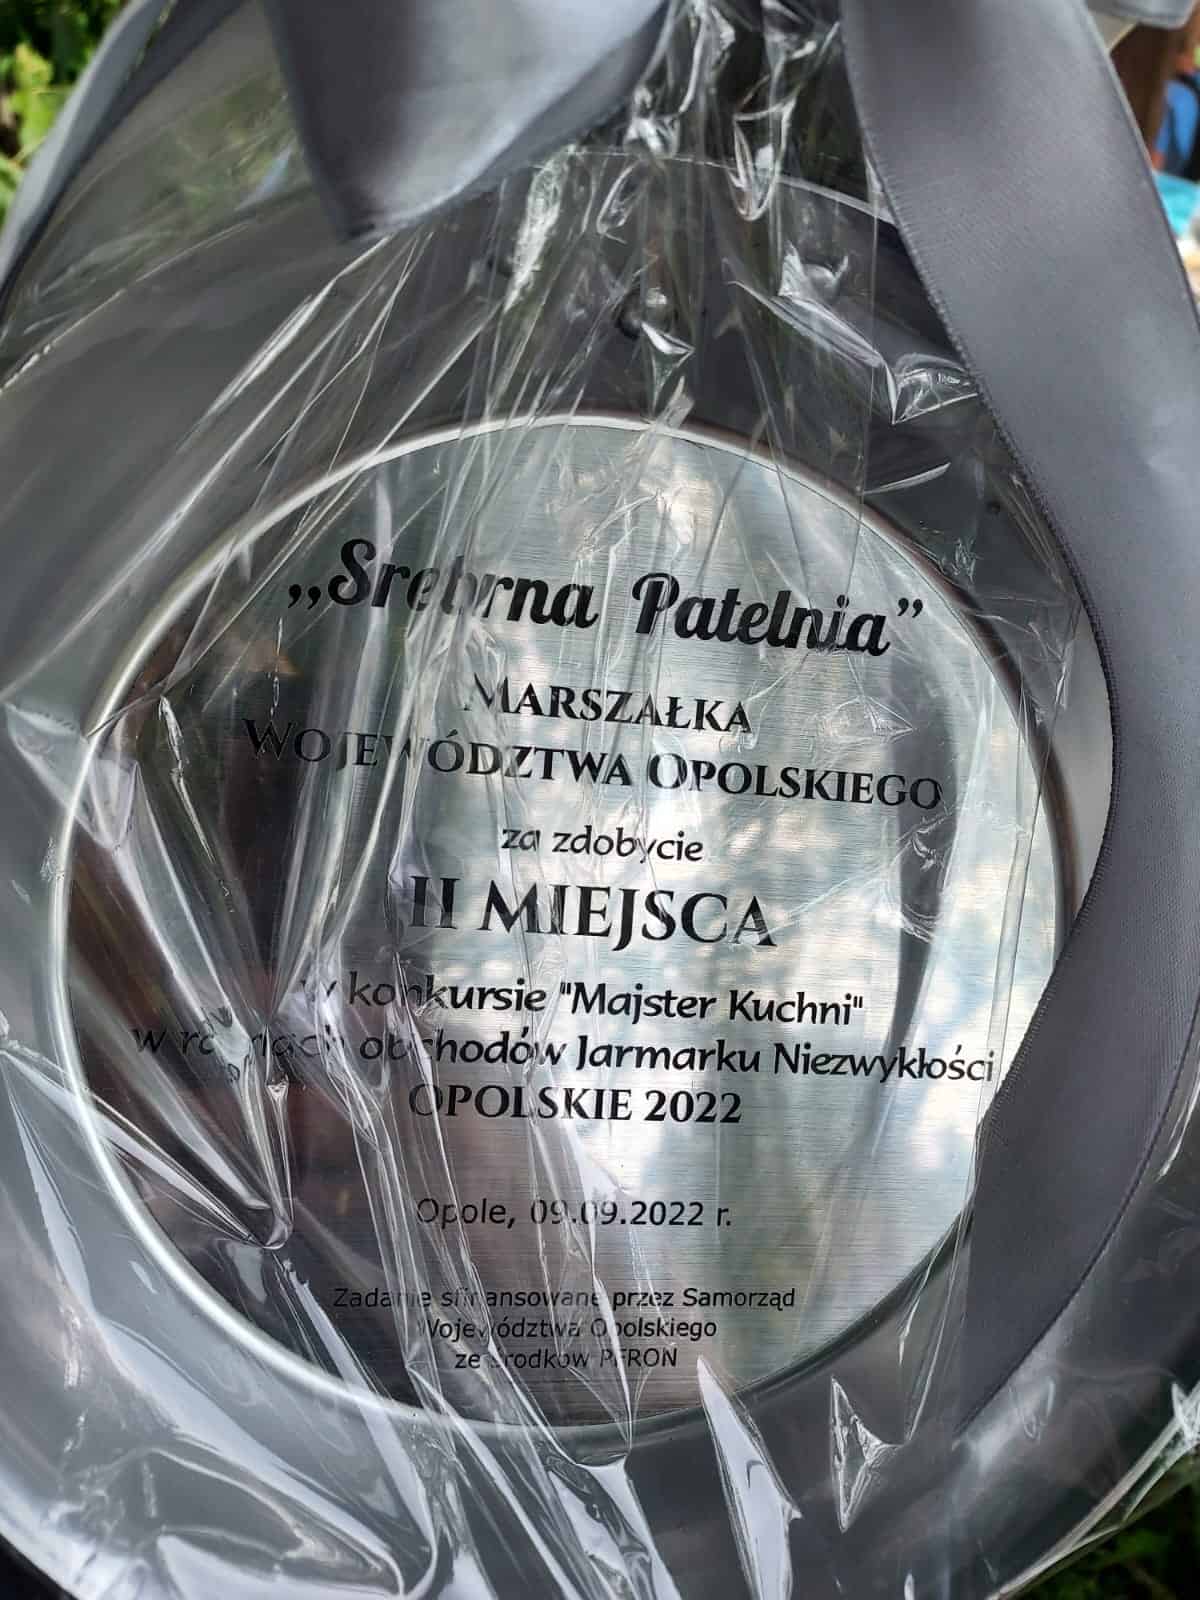 „Srebrna Patelnia”
MARSZAŁKA
WOJEWÓDZTWA OPOLSKIEGO
za zdobycie
II MIEJSCA
w konkursie "Majster Kuchni"
w ramach obchodów Jarmarku Niezwykłości
OPOLSKIE 2022
Opole, 09.09.2022 r.
Zadanie sfinansowane przez Samorząd
Województwa Opolskiego
ze środków PFRON